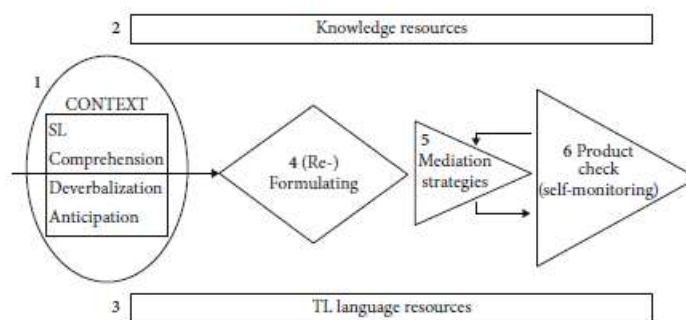 2 Knowledge resources
1
CONTEXT
SL
Comprehension
Deverbalization
Anticipation
4 (Re-)
Formulating
5
Mediation
strategies
6 Product
check
(self-monitoring)
3 TL language resources